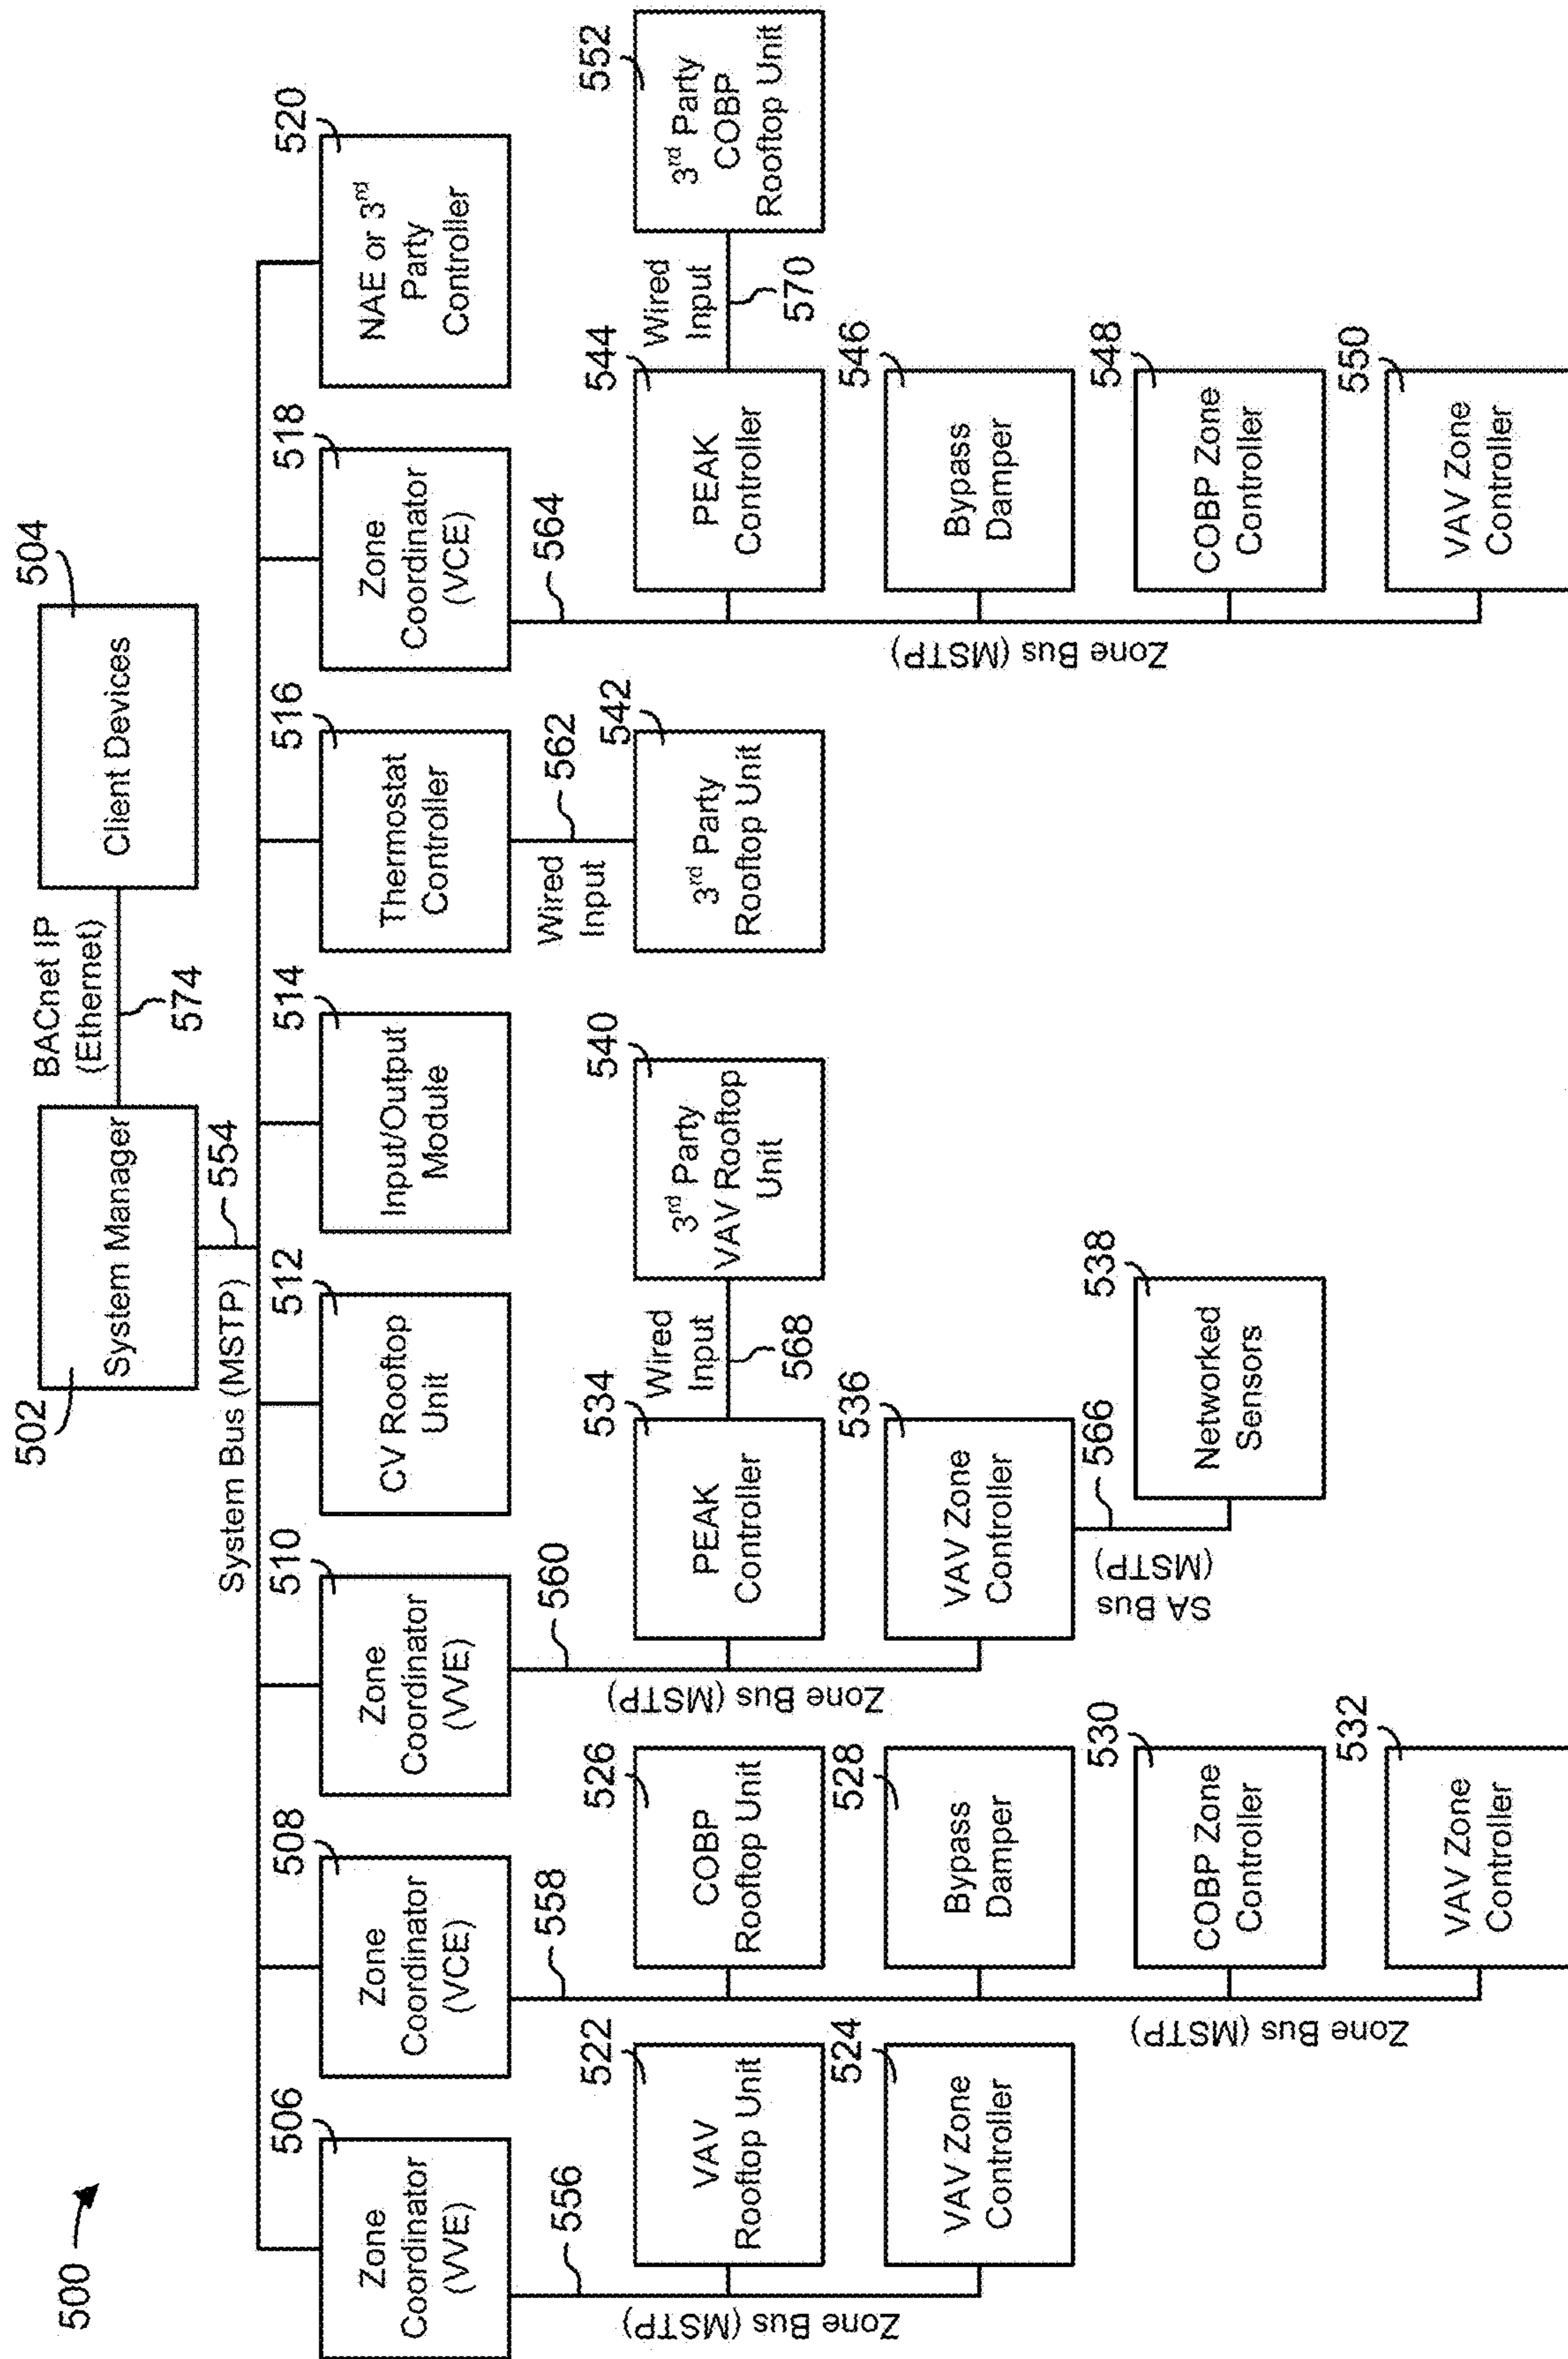 500
502
System Manager
BACnet IP
(Ethernet)
574
504
Client Devices
554
System Bus (MSTP)
506
Zone
Coordinator
(VVE)
508
Zone
Coordinator
(VCE)
510
Zone
Coordinator
(VVE)
512
CV Rooftop
Unit
514
Input/Output
Module
516
Thermostat
Controller
518
Zone
Coordinator
(VCE)
520
NAE or 3rd
Party
Controller
556
Zone Bus (MSTP)
522
VAV
Rooftop Unit
524
VAV Zone
Controller
558
Zone Bus (MSTP)
526
COBP
Rooftop Unit
528
Bypass
Damper
530
COBP Zone
Controller
532
VAV Zone
Controller
560
Zone Bus (MSTP)
534
PEAK
Controller
Wired
Input
568
540
3rd Party
VAV Rooftop
Unit
536
VAV Zone
Controller
566
SA Bus
(MSTP)
538
Networked
Sensors
562
Wired
Input
542
3rd Party
Rooftop Unit
564
Zone Bus (MSTP)
544
PEAK
Controller
Wired
Input
570
552
3rd Party
COBP
Rooftop Unit
546
Bypass
Damper
548
COBP Zone
Controller
550
VAV Zone
Controller